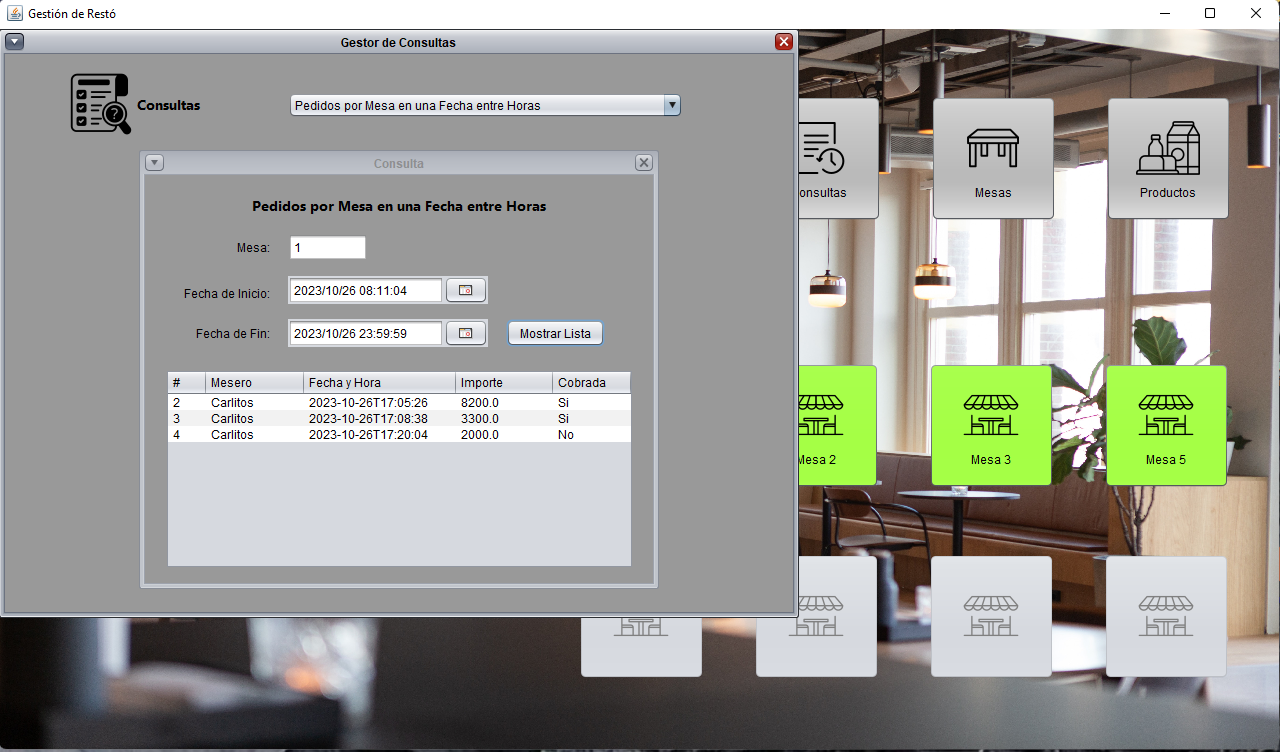 Gestión de Restó
Gestor de Consultas
Consultas
Pedidos por Mesa en una Fecha entre Horas
Consulta
Pedidos por Mesa en una Fecha entre Horas
Mesa: 1
Fecha de Inicio: 2023/10/26 08:11:04
Fecha de Fin: 2023/10/26 23:59:59 Mostrar Lista
# Mesero Fecha y Hora Importe Cobrada
2 Carlitos 2023-10-26T17:05:26 8200.0 Si
3 Carlitos 2023-10-26T17:08:38 3300.0 Si
4 Carlitos 2023-10-26T17:20:04 2000.0 No
onsultas Mesas Productos
Mesa 2 Mesa 3 Mesa 5